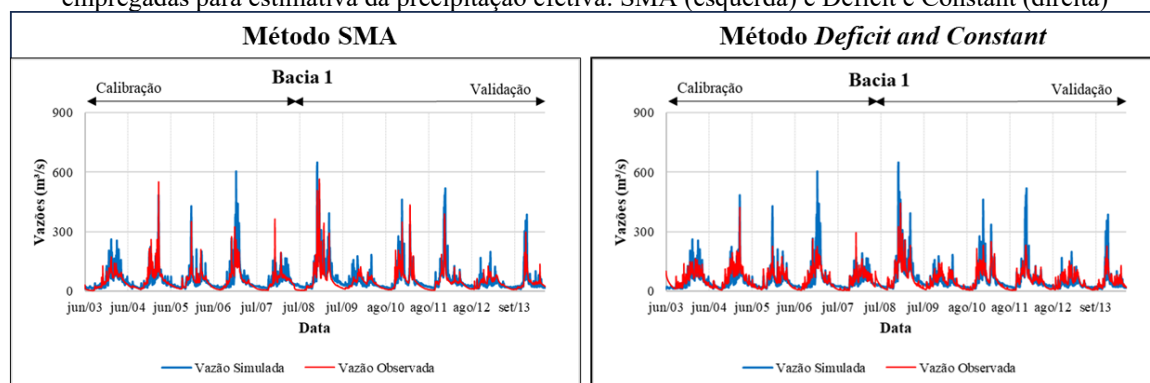 empregadas para estimativa da precipitação efetiva: SMA (esquerda) e Deficit e Constant (direita)
Método SMA
Método Deficit and Constant
Bacia 1
Calibração
Validação
900
600
300
0
Vazões (m³/s)
jun/03 jun/04 jun/05 jun/06 jul/07 jul/08 jul/09 ago/10 ago/11 ago/12 set/13
Data
Vazão Simulada
Vazão Observada
Bacia 1
Calibração
Validação
900
600
300
0
Vazões (m³/s)
jun/03 jun/04 jun/05 jun/06 jul/07 jul/08 jul/09 ago/10 ago/11 ago/12 set/13
Data
Vazão Simulada
Vazão Observada